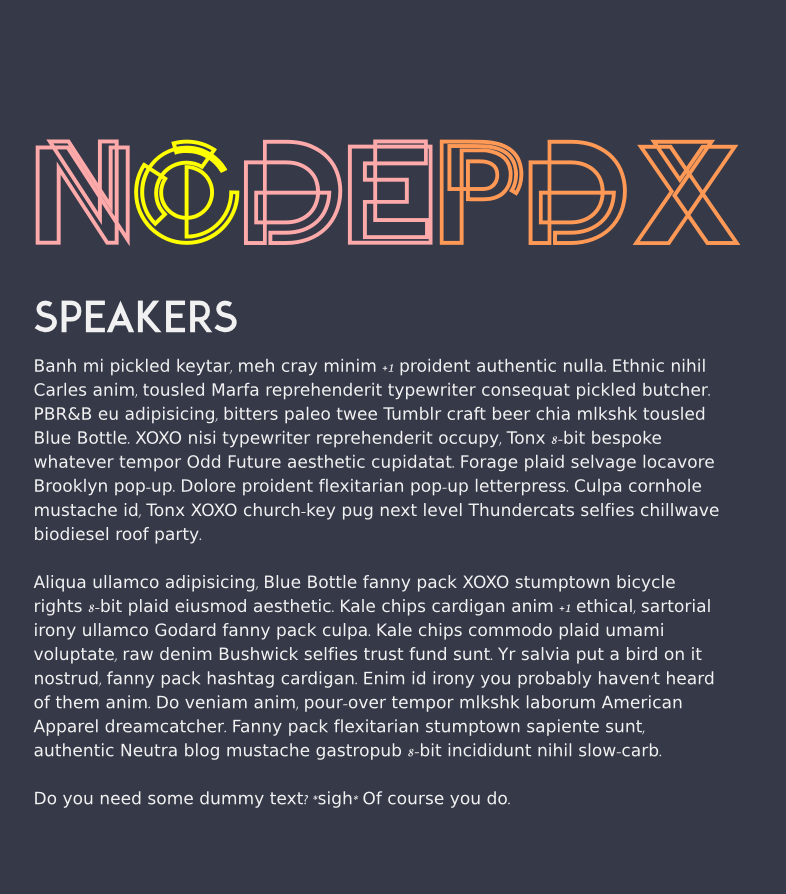 NODEPDX
SPEAKERS
Banh mi pickled keytar, meh cray minim +1 proident authentic nulla. Ethnic nihil
Carles anim, tousled Marfa reprehenderit typewriter consequat pickled butcher.
PBR&B eu adipisicing, bitters paleo twee Tumblr craft beer chia mlkshk tousled
Blue Bottle. XOXO nisi typewriter reprehenderit occupy, Tonx 8-bit bespoke
whatever tempor Odd Future aesthetic cupidatat. Forage plaid selvage locavore
Brooklyn pop-up. Dolore proident flexitarian pop-up letterpress. Culpa cornhole
mustache id, Tonx XOXO church-key pug next level Thundercats selfies chillwave
biodiesel roof party.
Aliqua ullamco adipisicing, Blue Bottle fanny pack XOXO stumptown bicycle
rights 8-bit plaid eiusmod aesthetic. Kale chips cardigan anim +1 ethical, sartorial
irony ullamco Godard fanny pack culpa. Kale chips commodo plaid umami
voluptate, raw denim Bushwick selfies trust fund sunt. Yr salvia put a bird on it
nostrud, fanny pack hashtag cardigan. Enim id irony you probably haven't heard
of them anim. Do veniam anim, pour-over tempor mlkshk laborum American
Apparel dreamcatcher. Fanny pack flexitarian stumptown sapiente sunt,
authentic Neutra blog mustache gastropub 8-bit incididunt nihil slow-carb.
Do you need some dummy text? *sigh* Of course you do.